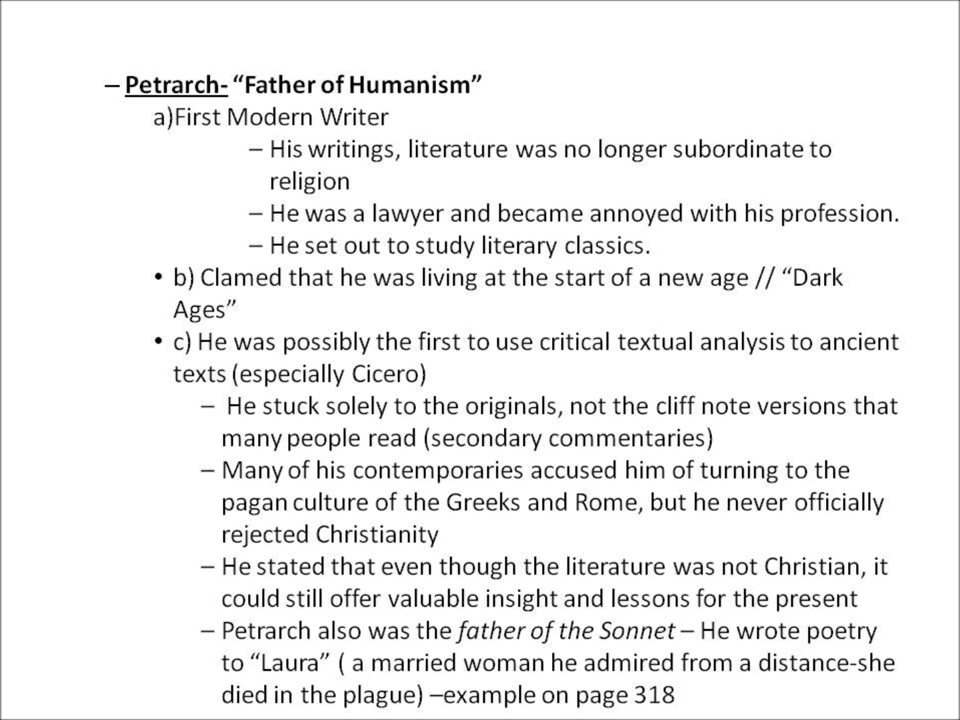 – Petrarch- “Father of Humanism”
a)First Modern Writer
– His writings, literature was no longer subordinate to
religion
– He was a lawyer and became annoyed with his profession.
– He set out to study literary classics.
• b) Clamed that he was living at the start of a new age // “Dark
Ages”
• c) He was possibly the first to use critical textual analysis to ancient
texts (especially Cicero)
– He stuck solely to the originals, not the cliff note versions that
many people read (secondary commentaries)
– Many of his contemporaries accused him of turning to the
pagan culture of the Greeks and Rome, but he never officially
rejected Christianity
– He stated that even though the literature was not Christian, it
could still offer valuable insight and lessons for the present
– Petrarch also was the father of the Sonnet – He wrote poetry
to “Laura” ( a married woman he admired from a distance-she
died in the plague) –example on page 318